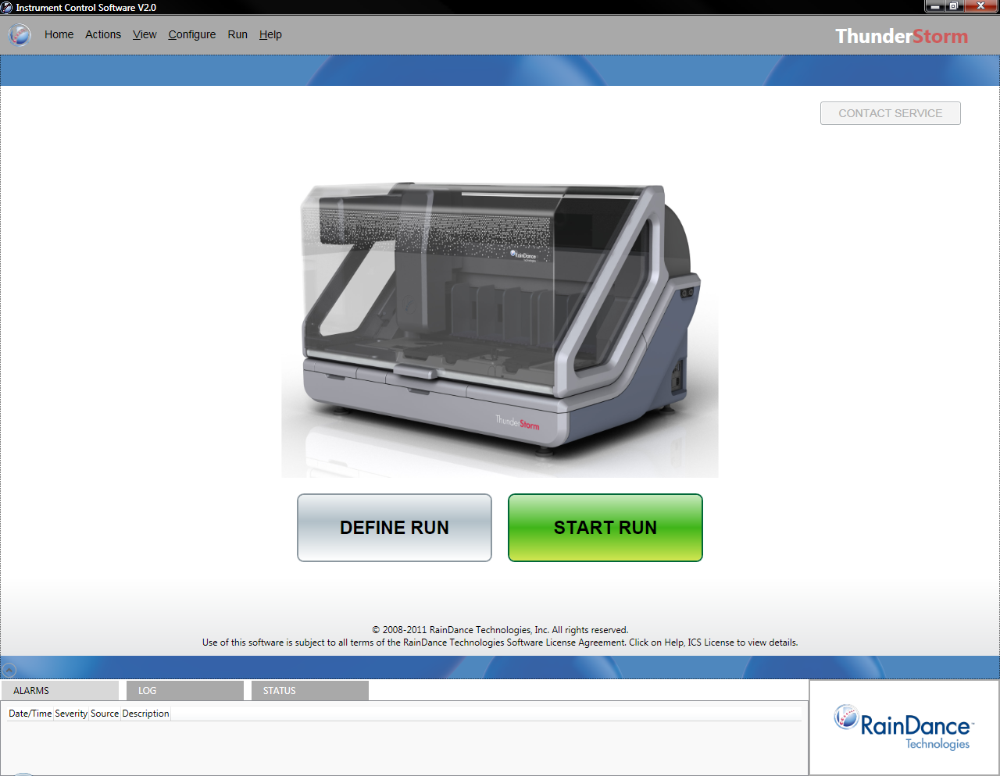 Instrument Control Software V2.0
Home Actions View Configure Run Help
ThunderStorm
CONTACT SERVICE
RainDance
ThunderStorm
DEFINE RUN
START RUN
© 2008-2011 RainDance Technologies, Inc. All rights reserved.
Use of this software is subject to all terms of the RainDance Technologies Software License Agreement. Click on Help, ICS License to view details.
ALARMS LOG STATUS
Date/Time Severity Source Description
RainDance™
Technologies